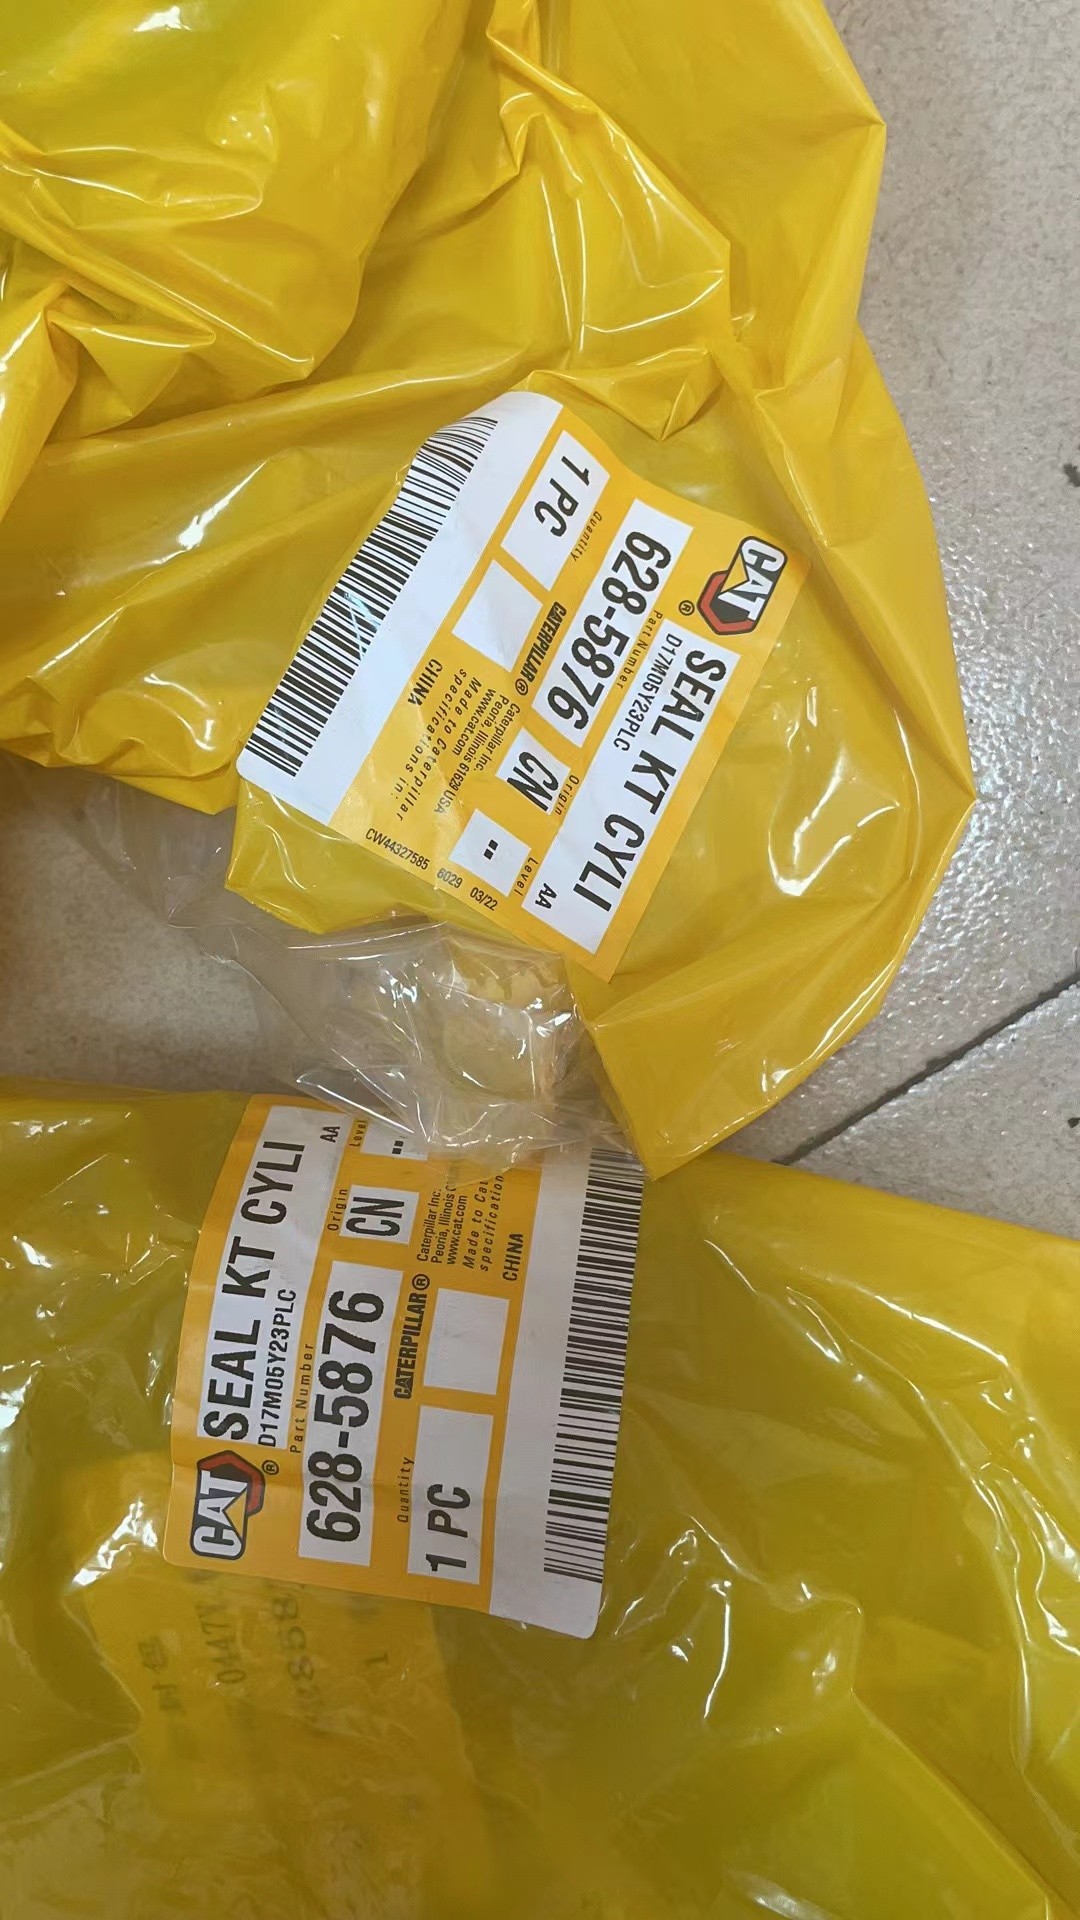 CAT®
SEAL KT CYLI
D17M05Y23PLC
AA
Part Number
Origin
Level
628-5876
CN
--
Quantity
CATERPILLAR®
Caterpillar Inc.
Peoria, Illinois 61629 USA
www.cat.com
Made to Caterpillar
specifications in:
1 PC
CHINA
CW44327585 6029 03/22
CAT®
SEAL KT CYLI
D17M05Y23PLC
AA
Part Number
Origin
Level
628-5876
CN
--
Quantity
CATERPILLAR®
Caterpillar Inc.
Peoria, Illinois
www.cat.com
Made to Cat
specification
1 PC
CHINA